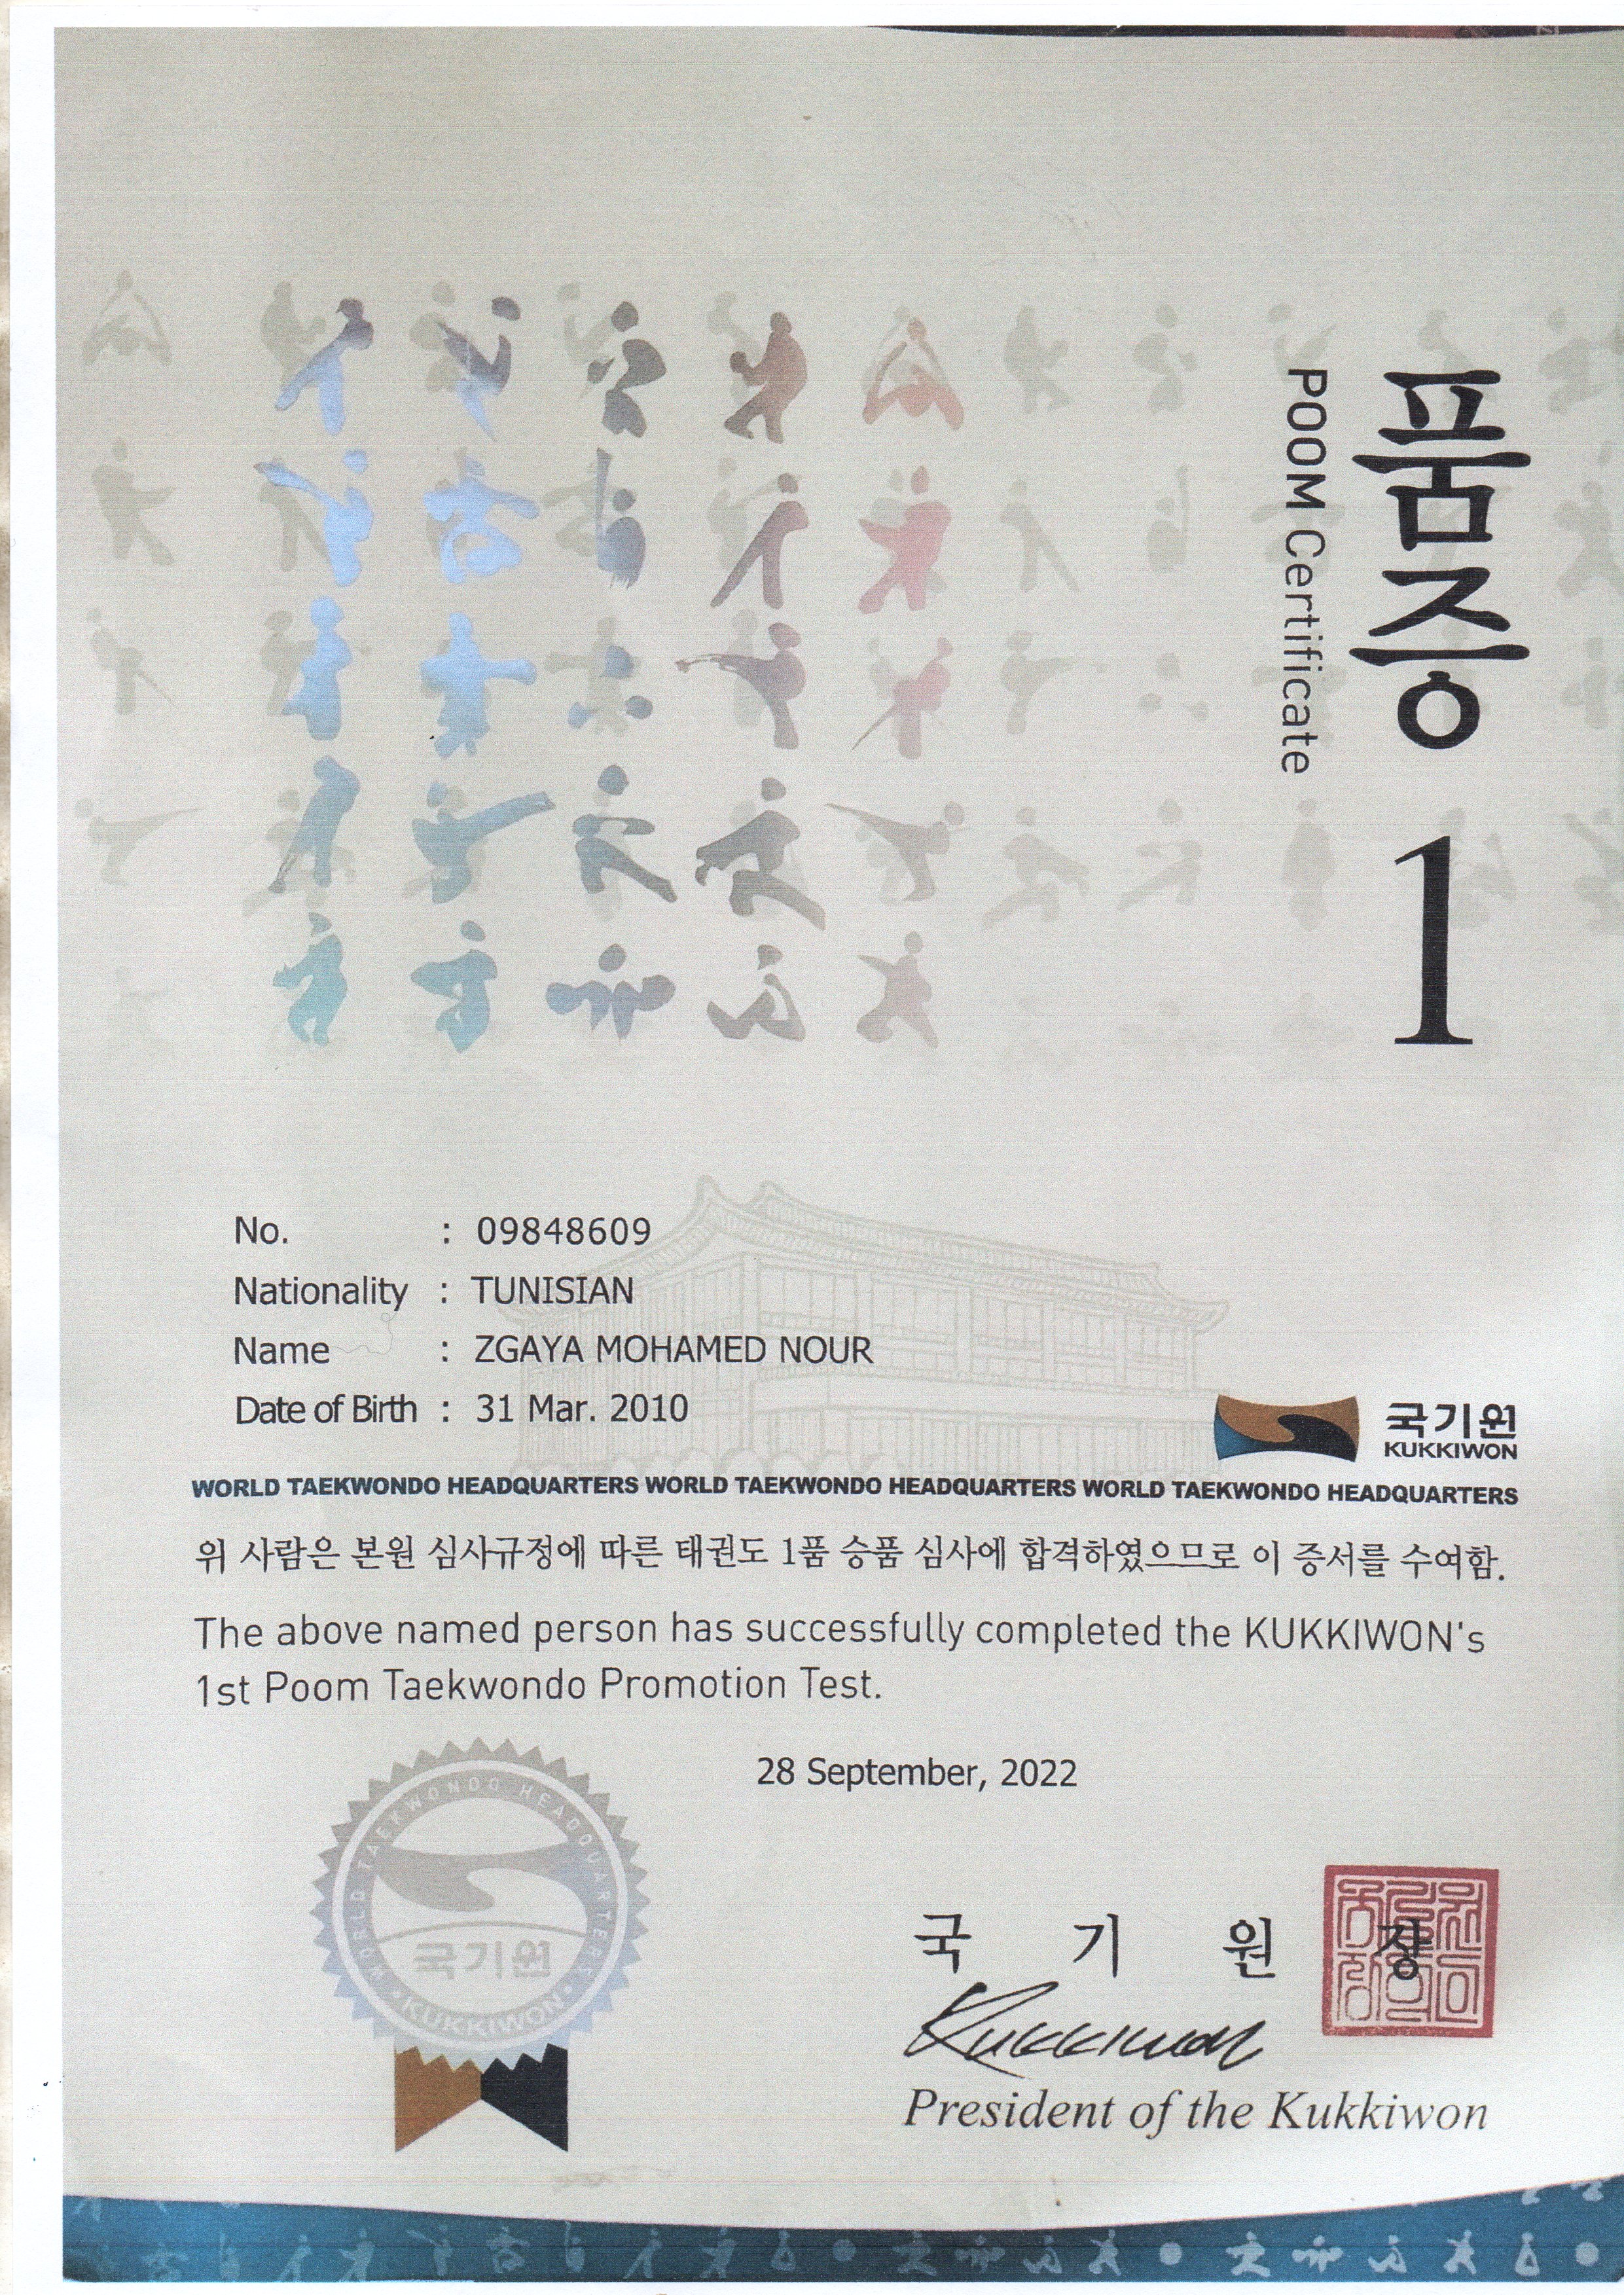 품증
POOM Certificate
1
No. : 09848609
Nationality : TUNISIAN
Name : ZGAYA MOHAMED NOUR
Date of Birth : 31 Mar. 2010
국기원
KUKKIWON
WORLD TAEKWONDO HEADQUARTERS WORLD TAEKWONDO HEADQUARTERS WORLD TAEKWONDO HEADQUARTERS
위 사람은 본원 심사규정에 따른 태권도 1품 승품 심사에 합격하였으므로 이 증서를 수여함.
The above named person has successfully completed the KUKKIWON's
1st Poom Taekwondo Promotion Test.
28 September, 2022
WORLD TAEKWONDO HEADQUARTERS
국기원
• KUKKIWON •
국 기 원 장
Kukkiwon
President of the Kukkiwon